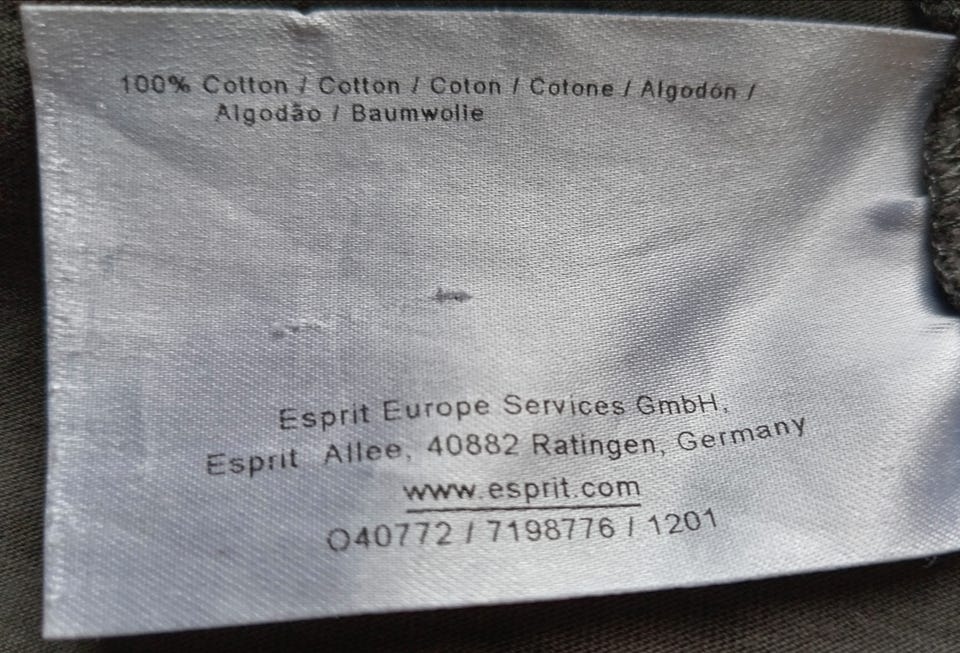 100% Cotton / Cotton / Coton / Cotone / Algodón /
Algodão / Baumwolle
Esprit Europe Services GmbH,
Esprit Allee, 40882 Ratingen, Germany
www.esprit.com
O40772 / 7198776 / 1201